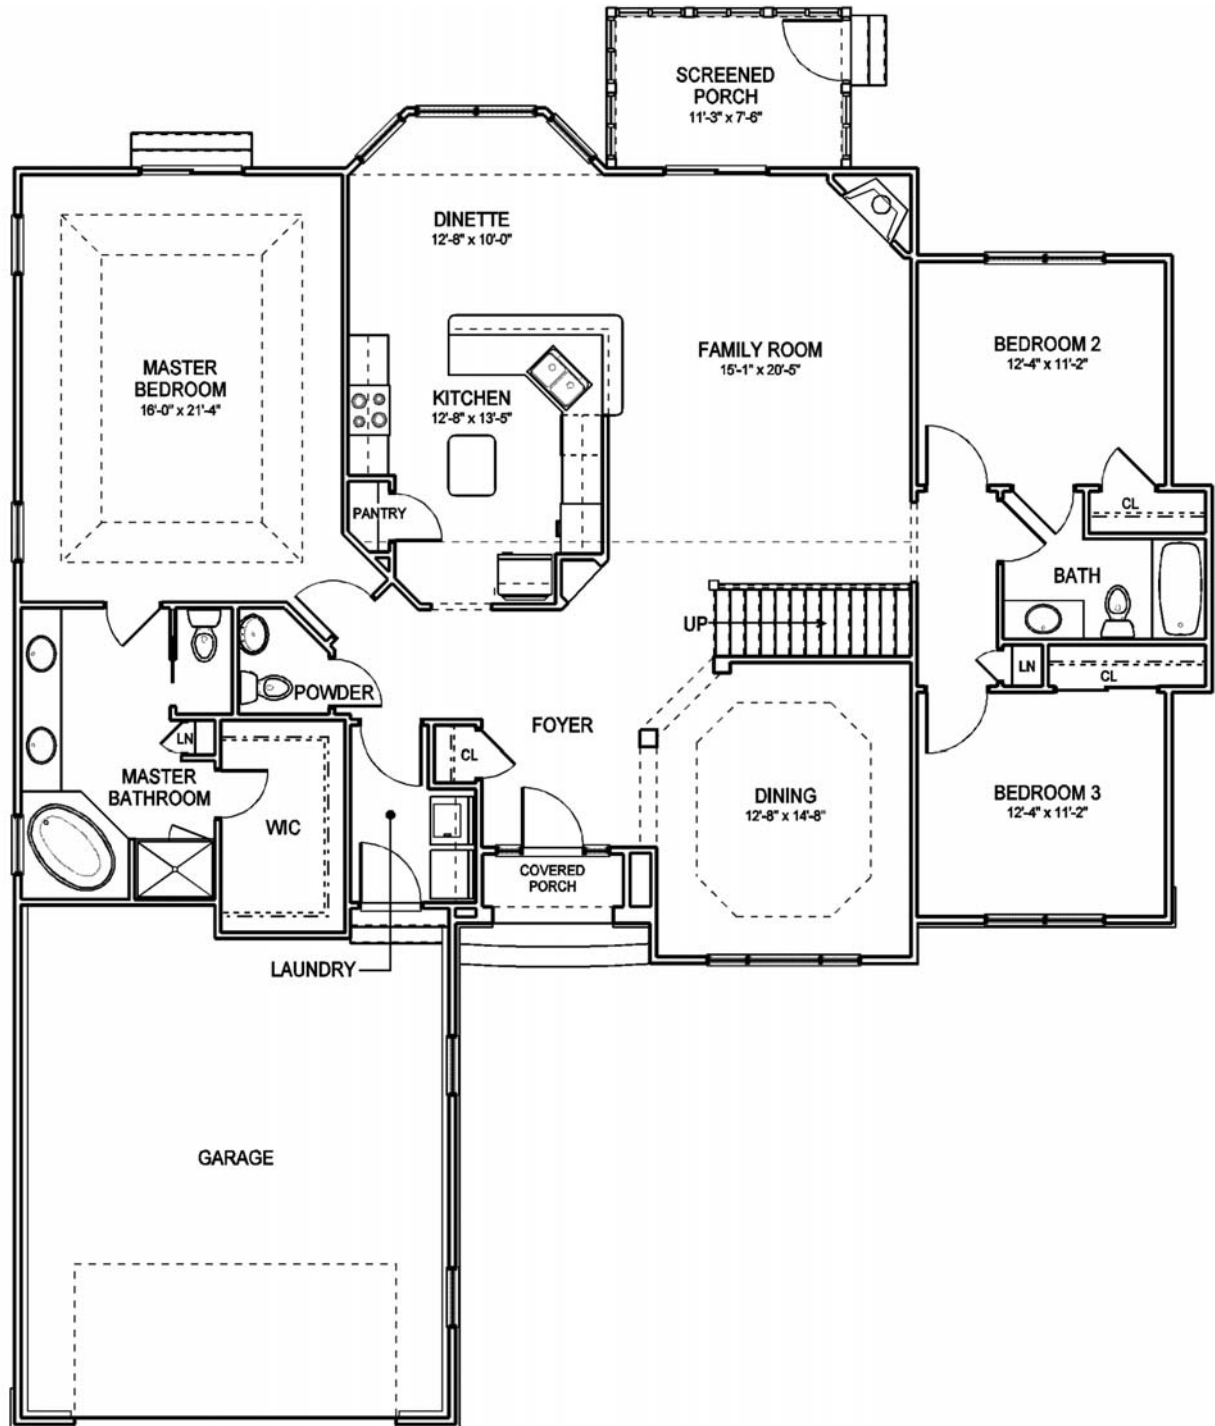 SCREENED
PORCH
11'-3" x 7'-6"
DINETTE
12'-8" x 10'-0"
MASTER
BEDROOM
16'-0" x 21'-4"
KITCHEN
12'-8" x 13'-5"
FAMILY ROOM
15'-1" x 20'-5"
BEDROOM 2
12'-4" x 11'-2"
PANTRY
CL
BATH
UP
LN
CL
POWDER
FOYER
LN
CL
MASTER
BATHROOM
WIC
DINING
12'-8" x 14'-8"
BEDROOM 3
12'-4" x 11'-2"
COVERED
PORCH
LAUNDRY
GARAGE